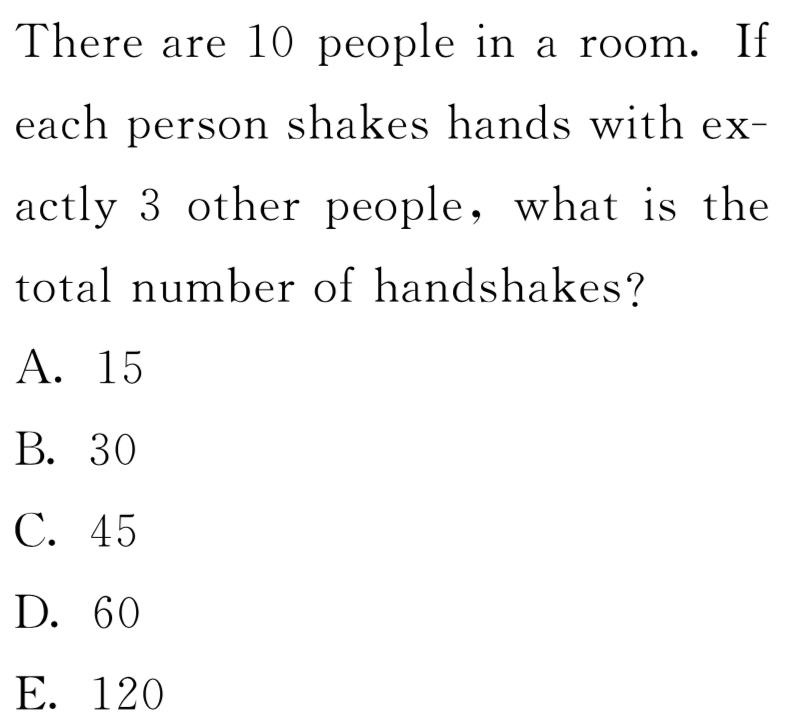 There are 10 people in a room. If
each person shakes hands with ex-
actly 3 other people, what is the
total number of handshakes?
A. 15
B. 30
C. 45
D. 60
E. 120